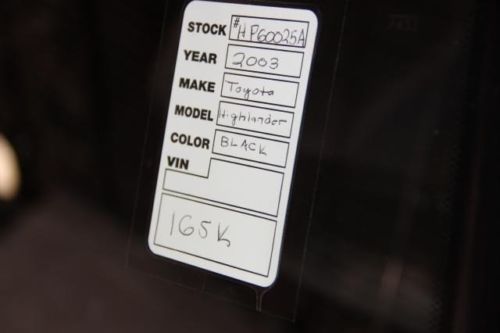 STOCK #HP60025A
YEAR 2003
MAKE Toyota
MODEL Highlander
COLOR BLACK
VIN
165K